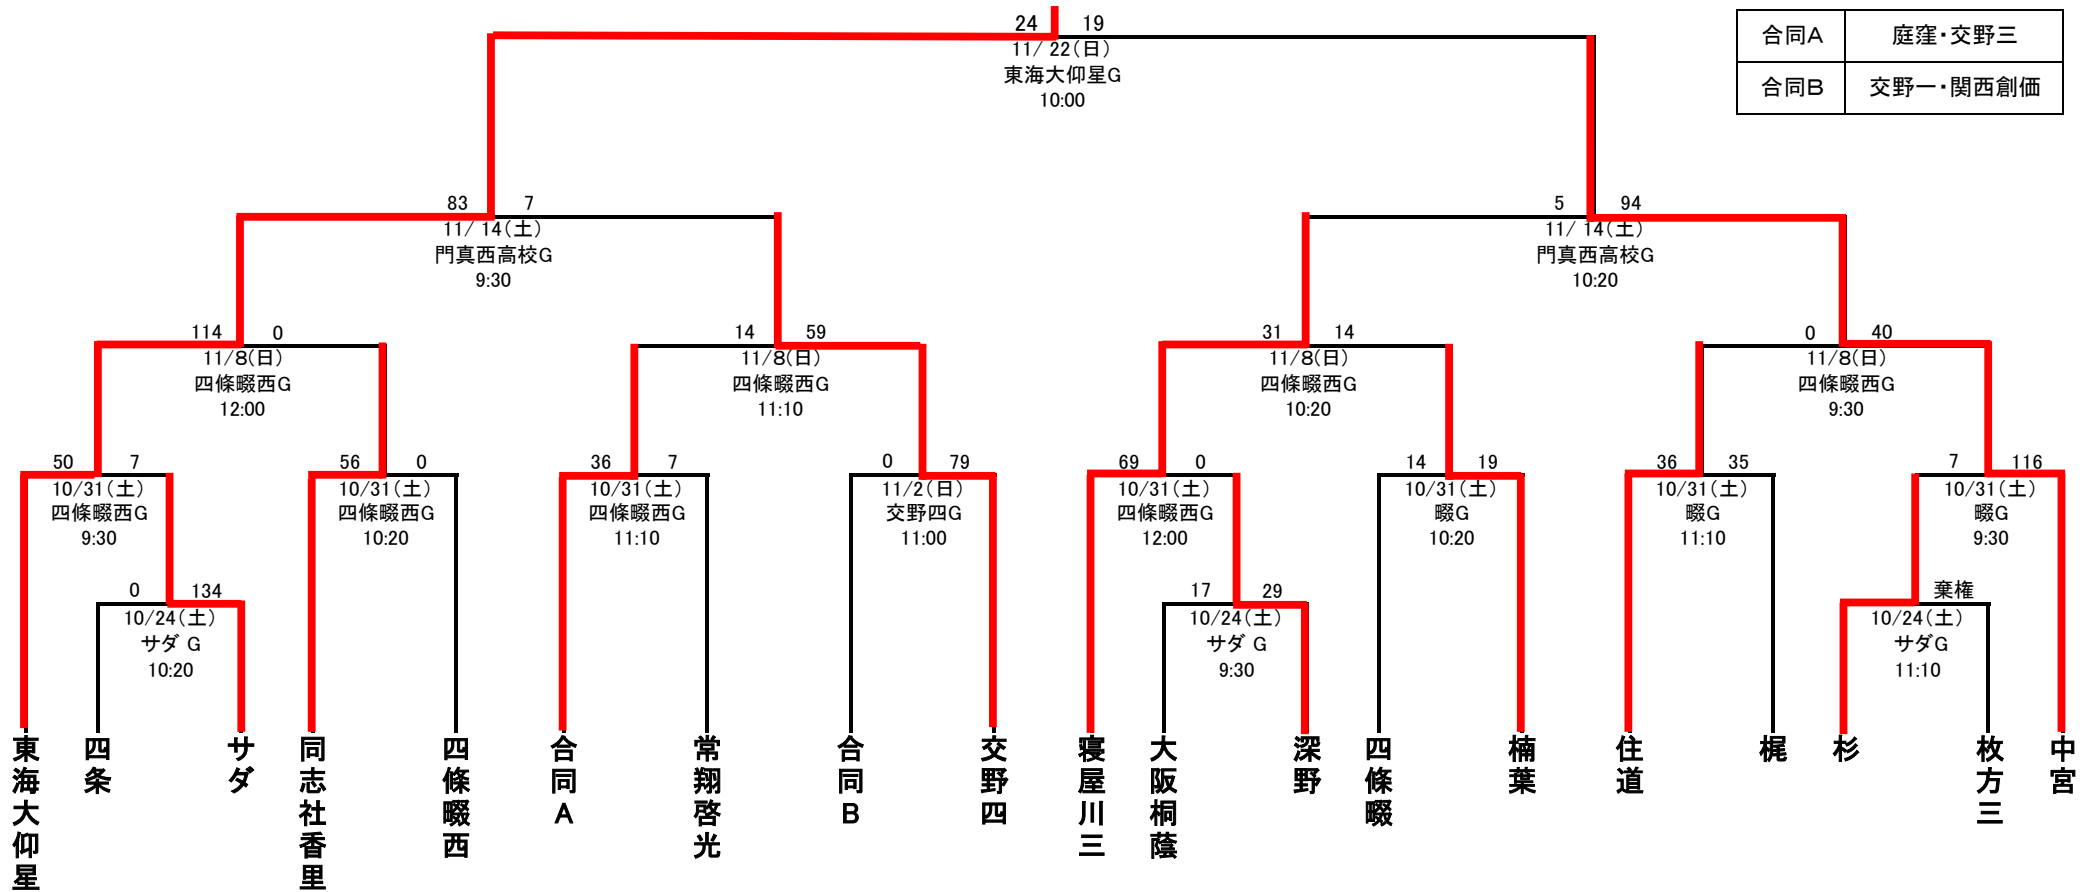 24 19
11/ 22(日)
東海大仰星G
10:00
合同A 庭窪・交野三
合同B 交野一・関西創価
83 7
11/ 14(土)
門真西高校G
9:30
5 94
11/ 14(土)
門真西高校G
10:20
114 0
11/8(日)
四條畷西G
12:00
14 59
11/8(日)
四條畷西G
11:10
31 14
11/8(日)
四條畷西G
10:20
0 40
11/8(日)
四條畷西G
9:30
50 7
10/31(土)
四條畷西G
9:30
56 0
10/31(土)
四條畷西G
10:20
36 7
10/31(土)
四條畷西G
11:10
0 79
11/2(日)
交野四G
11:00
69 0
10/31(土)
四條畷西G
12:00
14 19
10/31(土)
畷G
10:20
36 35
10/31(土)
畷G
11:10
7 116
10/31(土)
畷G
9:30
0 134
10/24(土)
サダ G
10:20
17 29
10/24(土)
サダ G
9:30
棄権
10/24(土)
サダG
11:10
東海大仰星
四条
サダ
同志社香里
四條畷西
合同A
常翔啓光
合同B
交野四
寝屋川三
大阪桐蔭
深野
四條畷
楠葉
住道
梶
杉
枚方三
中宮